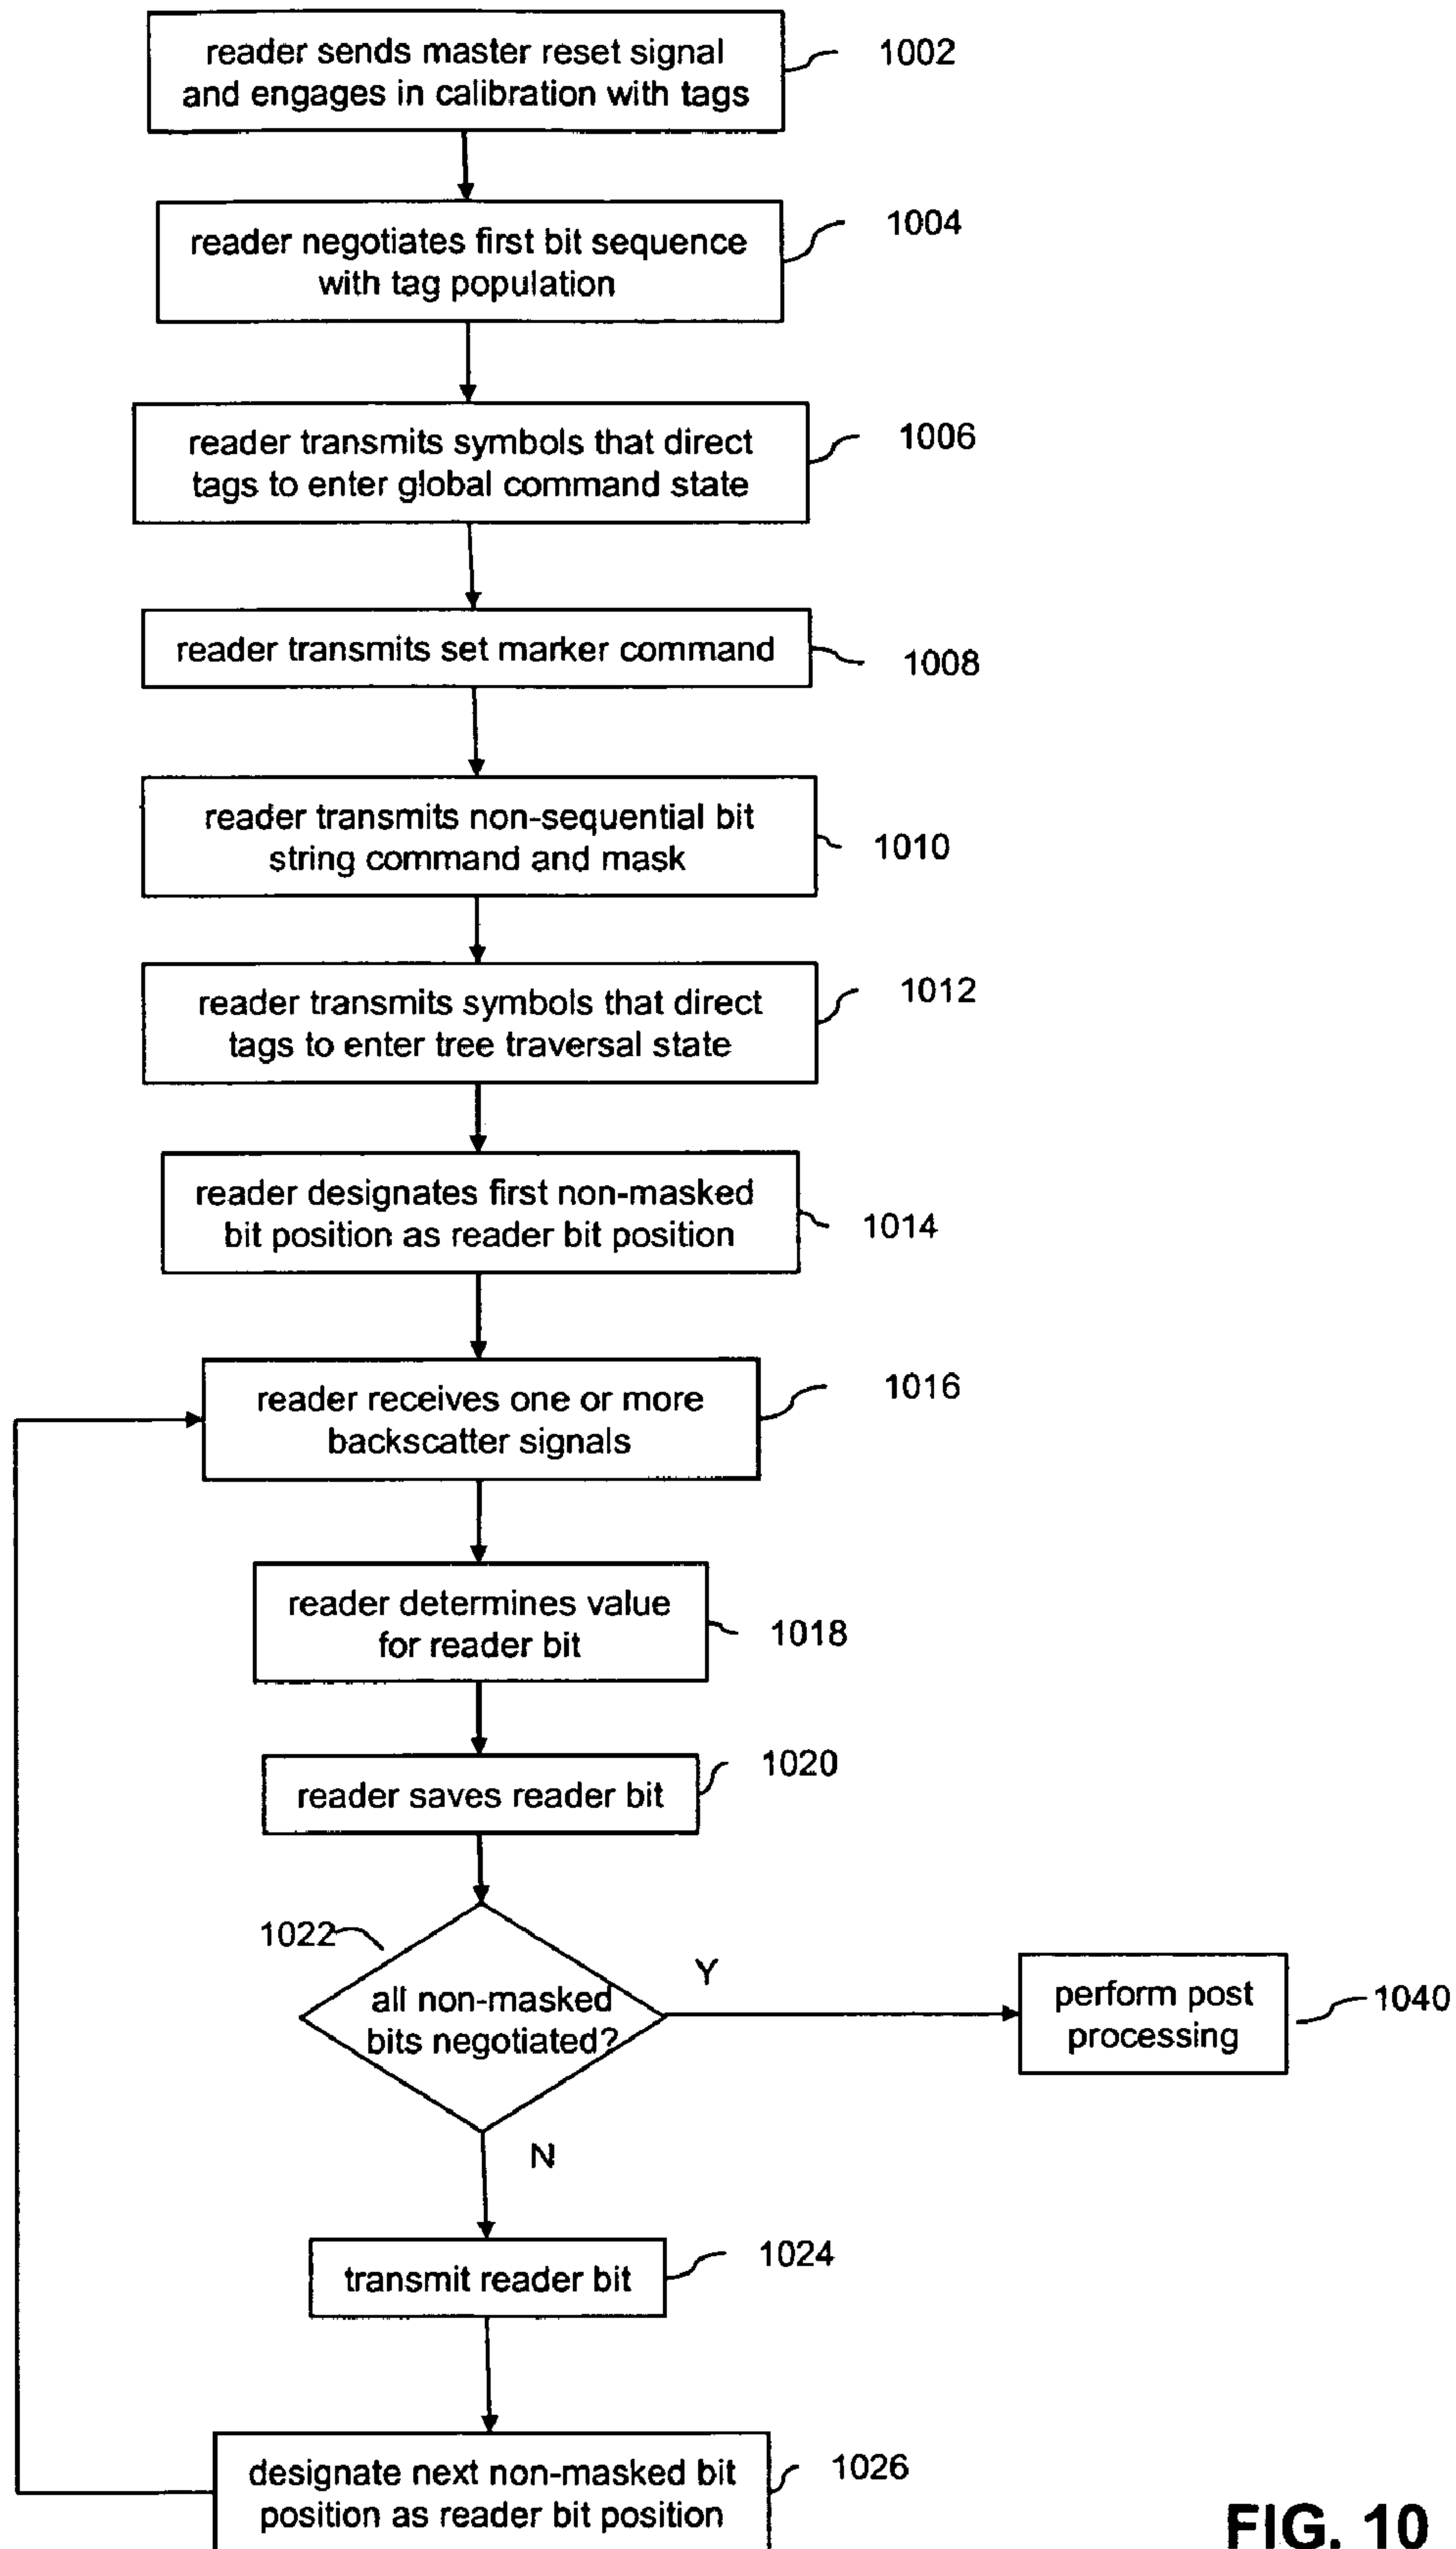 reader sends master reset signal
and engages in calibration with tags
1002
reader negotiates first bit sequence
with tag population
1004
reader transmits symbols that direct
tags to enter global command state
1006
reader transmits set marker command
1008
reader transmits non-sequential bit
string command and mask
1010
reader transmits symbols that direct
tags to enter tree traversal state
1012
reader designates first non-masked
bit position as reader bit position
1014
reader receives one or more
backscatter signals
1016
reader determines value
for reader bit
1018
reader saves reader bit
1020
1022
all non-masked
bits negotiated?
Y
perform post
processing
1040
N
transmit reader bit
1024
designate next non-masked bit
position as reader bit position
1026
FIG. 10